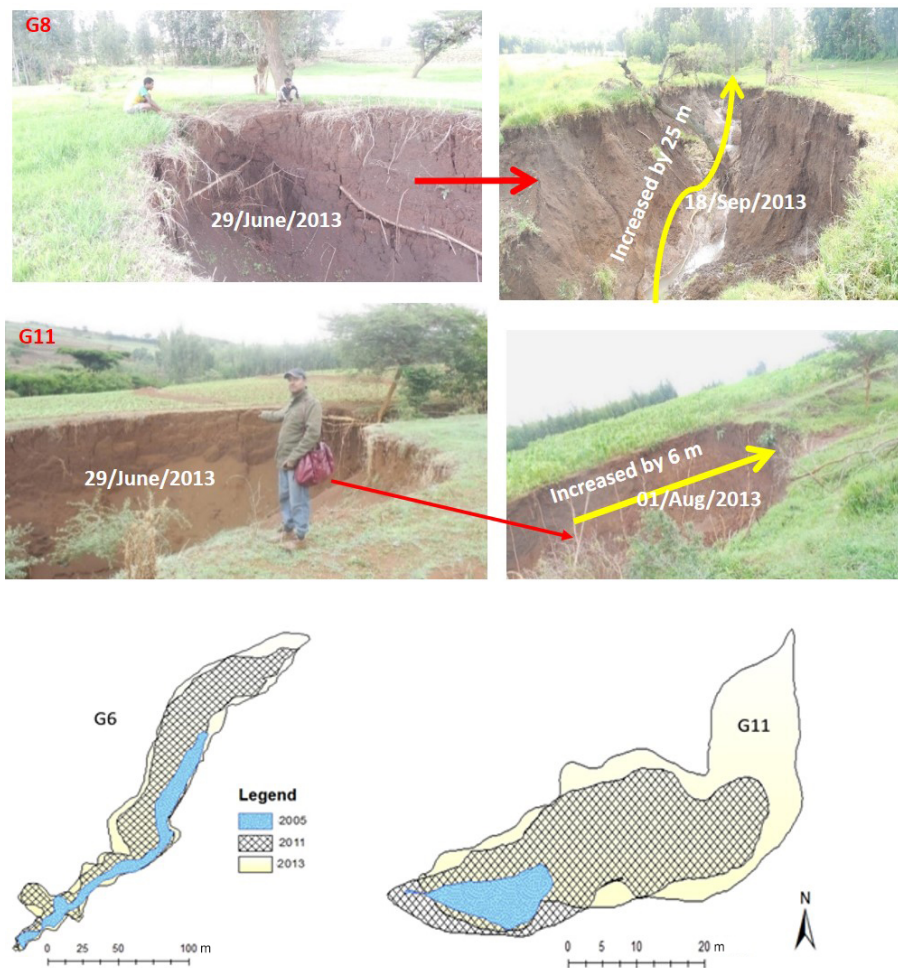 G8
29/June/2013
Increased by 25 m
18/Sep/2013
G11
29/June/2013
Increased by 6 m
01/Aug/2013
G6
G11
Legend
2005
2011
2013
N
0 25 50 100 m
0 5 10 20 m